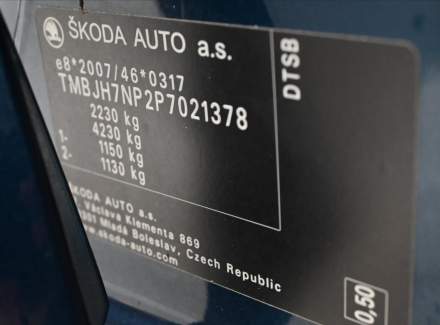 ŠKODA AUTO a.s.
e8*2007/46*0317
TMBJH7NP2P7021378
2230 kg
4230 kg
1- 1150 kg
2- 1130 kg
DTSB
ŠKODA AUTO a.s.
Václava Klementa 869
301 Mladá Boleslav, Czech Republic
www.skoda-auto.com
0,50